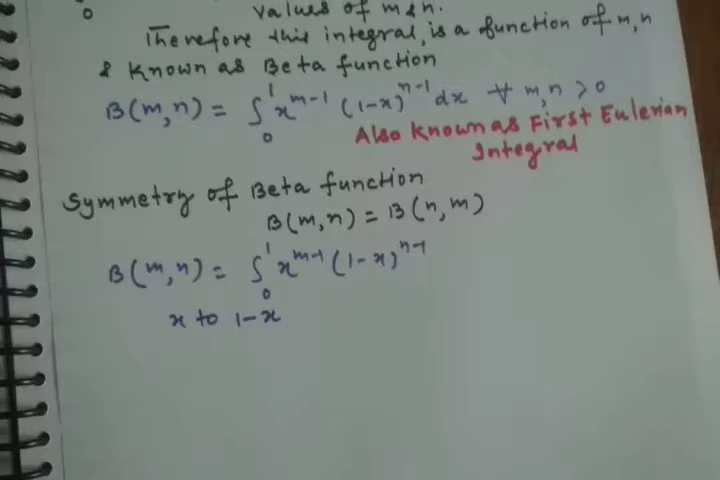 0
values of m & n.
Therefore this integral, is a function of m, n
& known as Beta function
B(m,n) = ∫₀¹ x^{m-1} (1-x)^{n-1} dx ∀ m,n > 0
Also known as First Eulerian
Integral
Symmetry of Beta function
B(m,n) = B(n,m)
B(m,n) = ∫₀¹ x^{m-1} (1-x)^{n-1}
x to 1-x